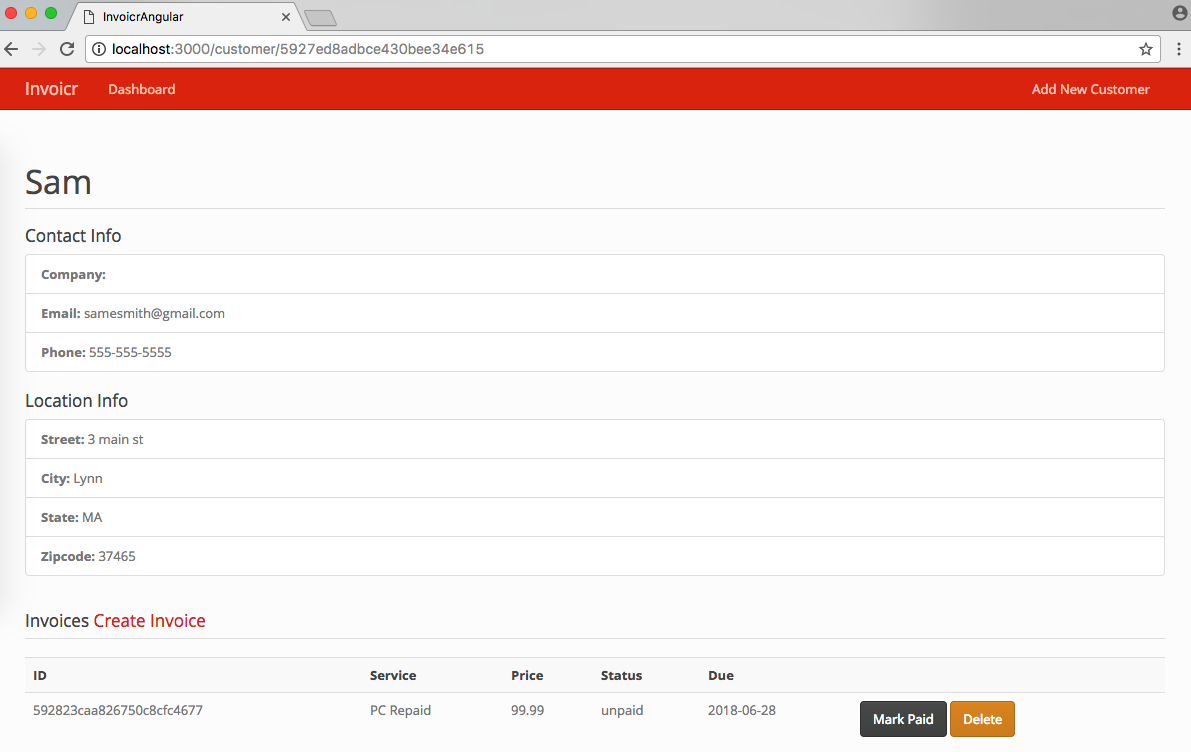 InvoicrAngular
localhost:3000/customer/5927ed8adbce430bee34e615
Invoicr Dashboard Add New Customer
Sam
Contact Info
Company:
Email: samesmith@gmail.com
Phone: 555-555-5555
Location Info
Street: 3 main st
City: Lynn
State: MA
Zipcode: 37465
Invoices Create Invoice
ID Service Price Status Due
592823caa826750c8cfc4677 PC Repaid 99.99 unpaid 2018-06-28 Mark Paid Delete